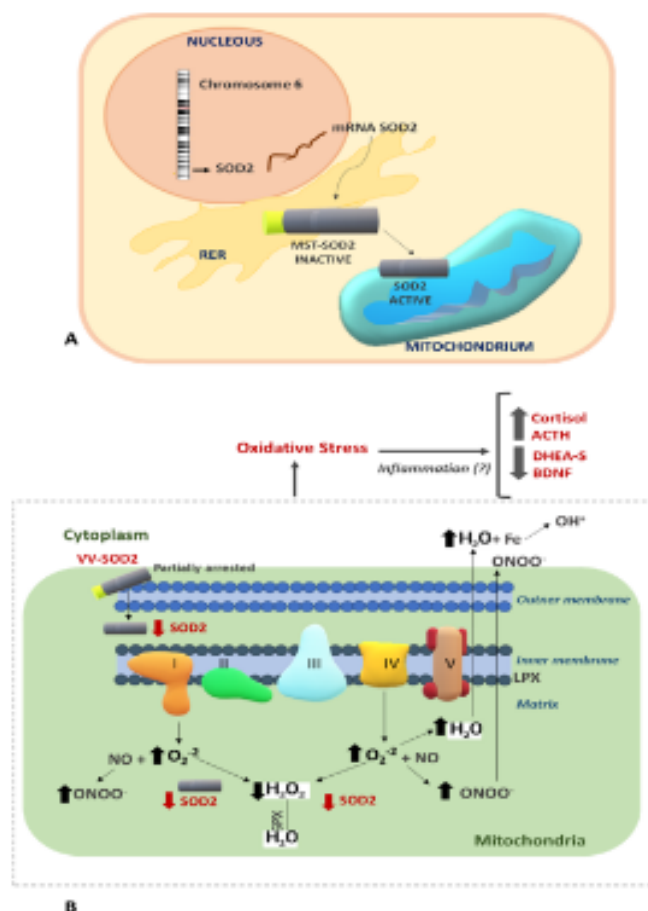 NUCLEOUS
Chromosome 6
mRNA SOD2
SOD2
MST-SOD2
INACTIVE
RER
SOD2
ACTIVE
MITOCHONDRIUM
A
Cortisol
ACTH
Oxidative Stress
Inflammation (?)
DHEA-S
BDNF
Cytoplasm
H₂O + Fe
OH⁺
VV-SOD2
Partially arrested
ONOO⁻
Outner membrane
SOD2
I
II
III
IV
V
Inner membrane
LPX
Matrix
H₂O
NO + O₂⁻²
O₂⁻² + NO
ONOO⁻
SOD2
H₂O₂
SOD2
ONOO⁻
H₂O
Mitochondria
B